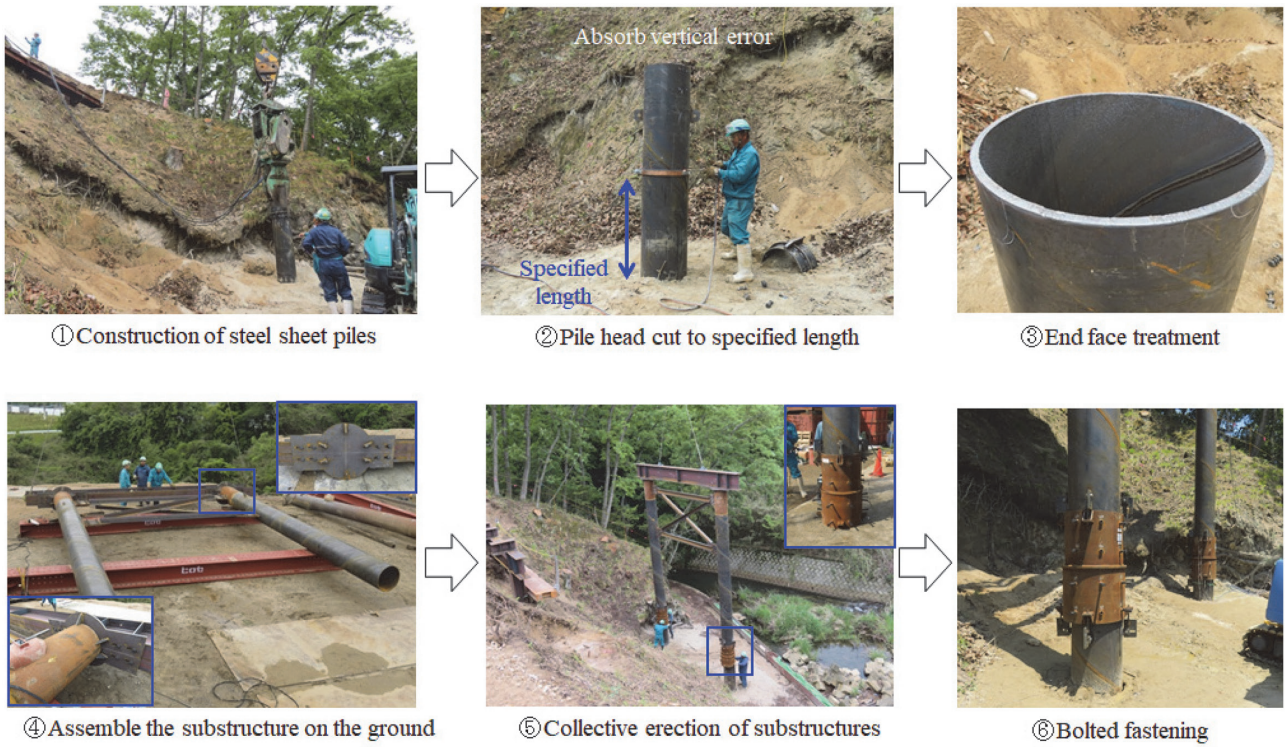 Absorb vertical error
Specified
length
①Construction of steel sheet piles
②Pile head cut to specified length
③End face treatment
④Assemble the substructure on the ground
⑤Collective erection of substructures
⑥Bolted fastening